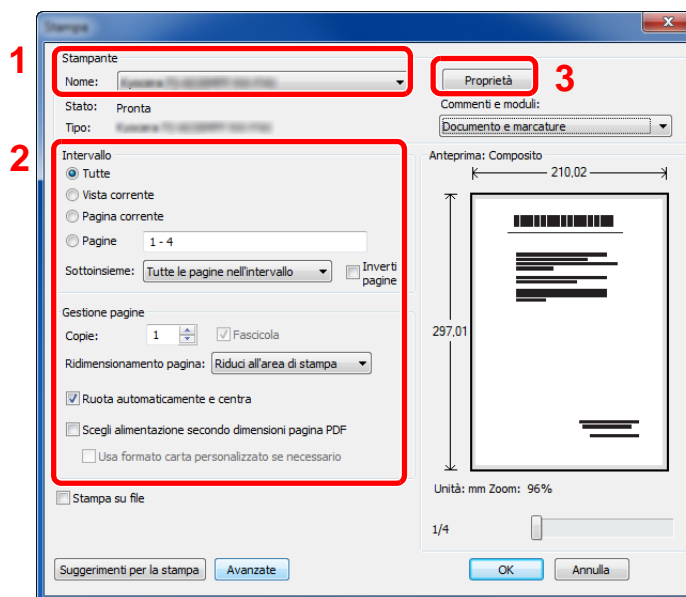 Stampa
1
Stampante
Nome:
Proprietà
3
Stato: Pronta
Tipo:
Commenti e moduli:
Documento e marcature
2
Intervallo
Tutte
Vista corrente
Pagina corrente
Pagine 1 - 4
Sottoinsieme: Tutte le pagine nell'intervallo
Inverti
pagine
Gestione pagine
Copie: 1 Fascicola
Ridimensionamento pagina: Riduci all'area di stampa
Ruota automaticamente e centra
Scegli alimentazione secondo dimensioni pagina PDF
Usa formato carta personalizzato se necessario
Stampa su file
Anteprima: Composito
210,02
297,01
Unità: mm Zoom: 96%
1/4
Suggerimenti per la stampa
Avanzate
OK
Annulla